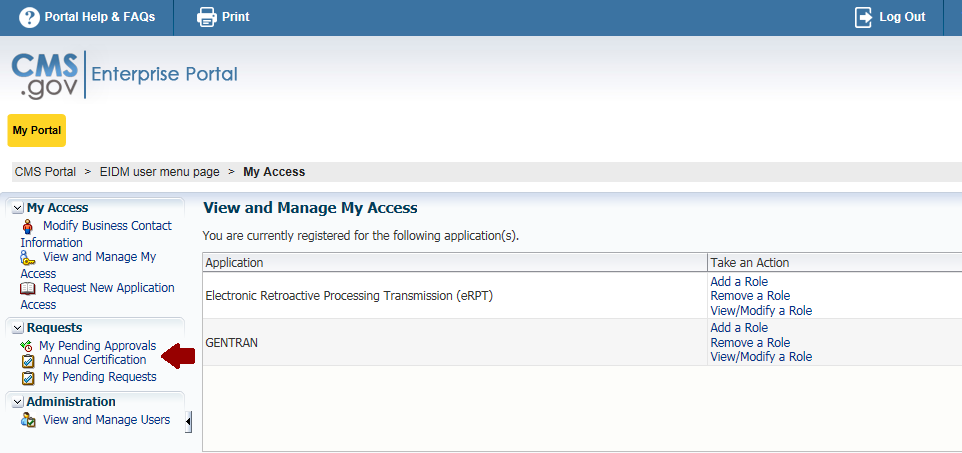 Portal Help & FAQs
Print
Log Out
CMS
.gov
Enterprise Portal
My Portal
CMS Portal > EIDM user menu page > My Access
My Access
Modify Business Contact
Information
View and Manage My
Access
Request New Application
Access
Requests
My Pending Approvals
Annual Certification
My Pending Requests
Administration
View and Manage Users
View and Manage My Access
You are currently registered for the following application(s).
Application
Take an Action
Electronic Retroactive Processing Transmission (eRPT)
Add a Role
Remove a Role
View/Modify a Role
GENTRAN
Add a Role
Remove a Role
View/Modify a Role